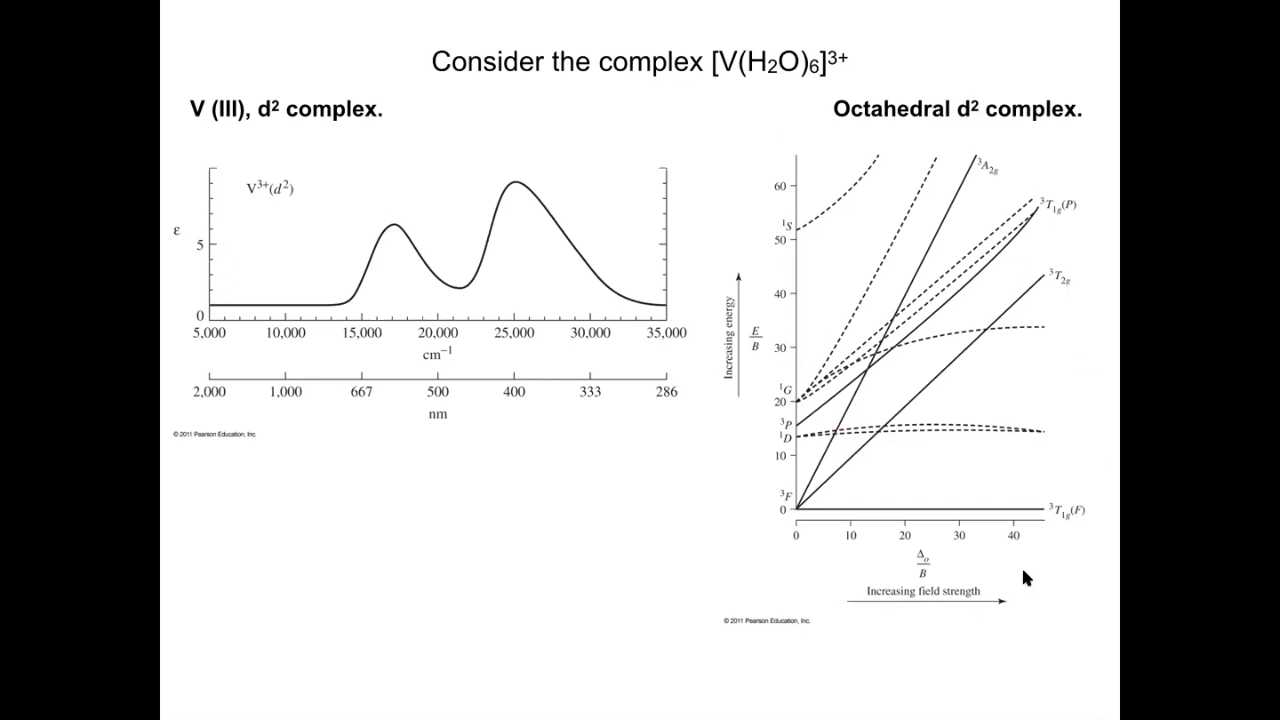 Consider the complex [V(H₂O)₆]³⁺
V (III), d² complex.
Octahedral d² complex.
V³⁺(d²)
ε
5
0
5,000 10,000 15,000 20,000 25,000 30,000 35,000
cm⁻¹
2,000 1,000 667 500 400 333 286
nm
© 2011 Pearson Education, Inc.
³A₂g
³T₁g(P)
³T₂g
³T₁g(F)
60
¹S
50
40
30
¹G
20
³P
¹D
10
³F
0
Increasing energy
E
B
0 10 20 30 40
Δₒ
B
Increasing field strength
© 2011 Pearson Education, Inc.